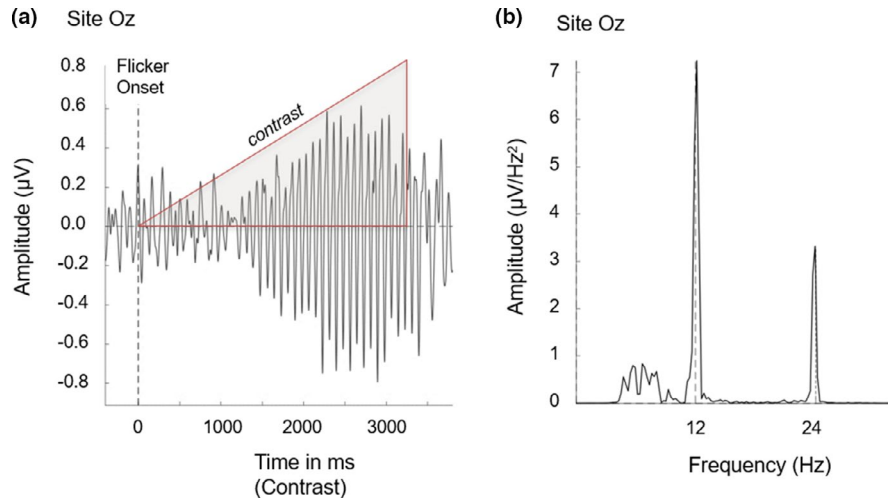 (a) Site Oz
Flicker
Onset
contrast
Amplitude (µV)
0.8
0.6
0.4
0.2
0.0
-0.2
-0.4
-0.6
-0.8
0 1000 2000 3000
Time in ms
(Contrast)
(b) Site Oz
Amplitude (µV/Hz²)
7
6
5
4
3
2
1
0
12 24
Frequency (Hz)